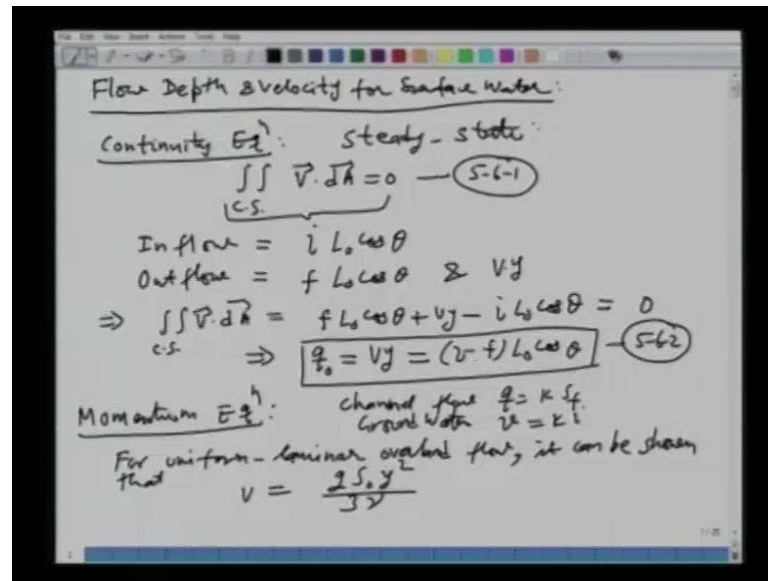 Flow Depth & Velocity for Surface Water:
Continuity Eqⁿ: Steady-state:
∫∫ V⃗·dA⃗ = 0 — (5-6-1)
C.S.
Inflow = i L₀ cos θ
Outflow = f L₀ cos θ & V.y
⇒ ∫∫ V⃗·dA⃗ = f L₀ cos θ + Vy - i L₀ cos θ = 0
C.S.
⇒ q₀ = Vy = (i-f) L₀ cos θ — (5-6-2)
Momentum Eqⁿ: Channel flow q = K Sf.
Ground Water v = K i
For uniform-laminar overland flow, it can be shown
that
V = g S₀ y² / 3ν